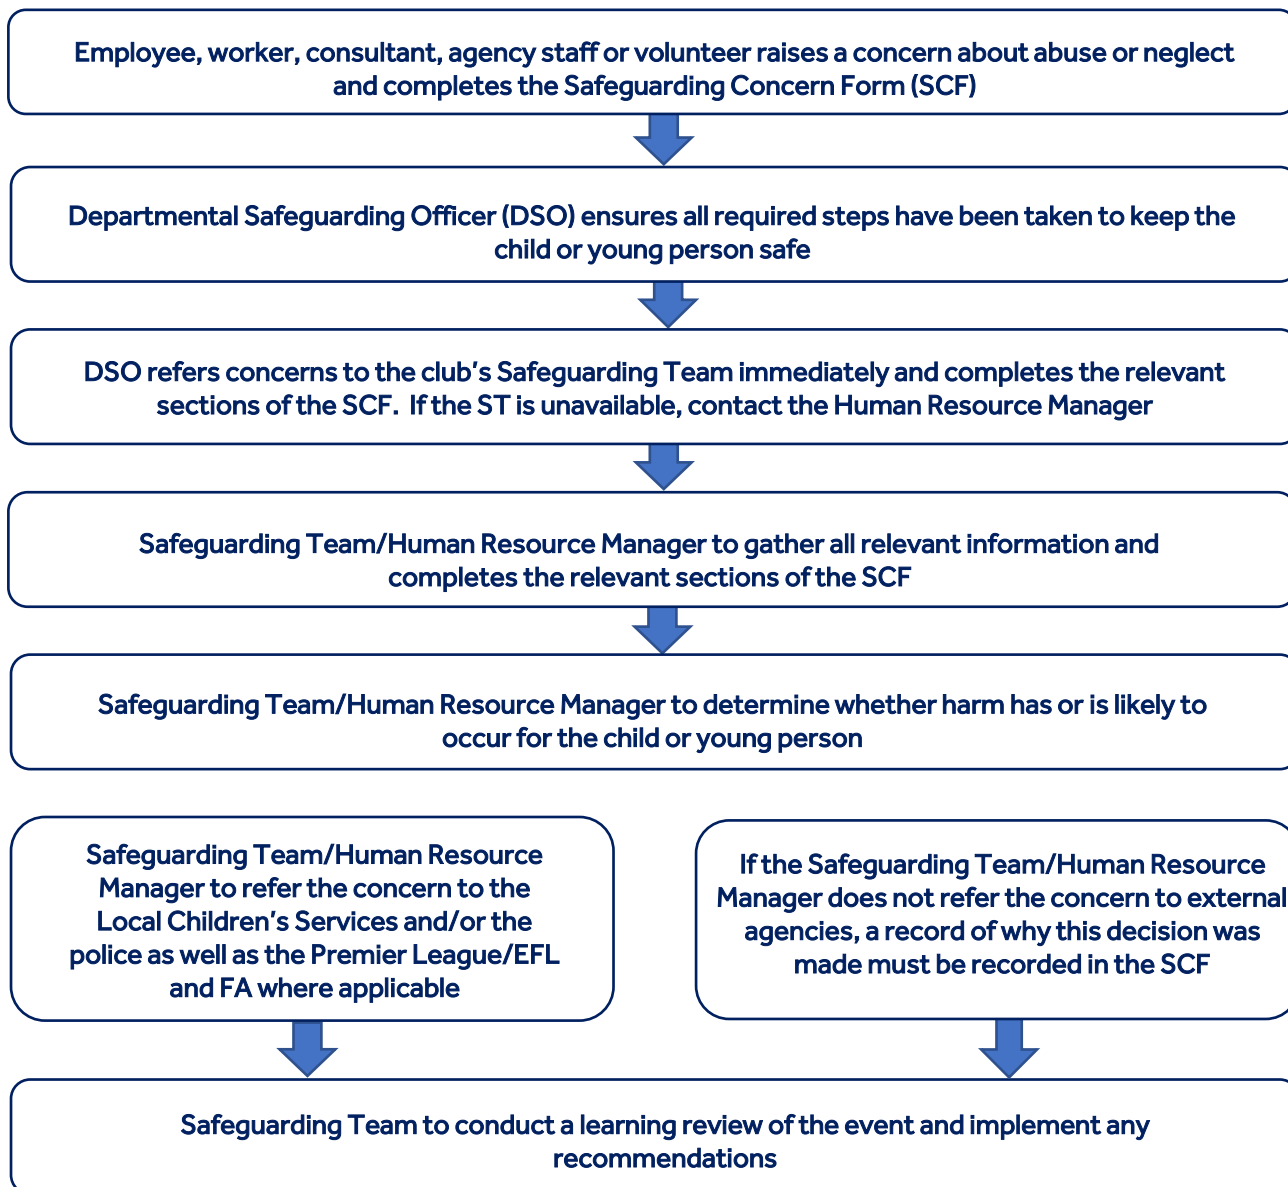 Employee, worker, consultant, agency staff or volunteer raises a concern about abuse or neglect
and completes the Safeguarding Concern Form (SCF)
Departmental Safeguarding Officer (DSO) ensures all required steps have been taken to keep the
child or young person safe
DSO refers concerns to the club's Safeguarding Team immediately and completes the relevant
sections of the SCF.  If the ST is unavailable, contact the Human Resource Manager
Safeguarding Team/Human Resource Manager to gather all relevant information and
completes the relevant sections of the SCF
Safeguarding Team/Human Resource Manager to determine whether harm has or is likely to
occur for the child or young person
Safeguarding Team/Human Resource
Manager to refer the concern to the
Local Children's Services and/or the
police as well as the Premier League/EFL
and FA where applicable
If the Safeguarding Team/Human Resource
Manager does not refer the concern to external
agencies, a record of why this decision was
made must be recorded in the SCF
Safeguarding Team to conduct a learning review of the event and implement any
recommendations